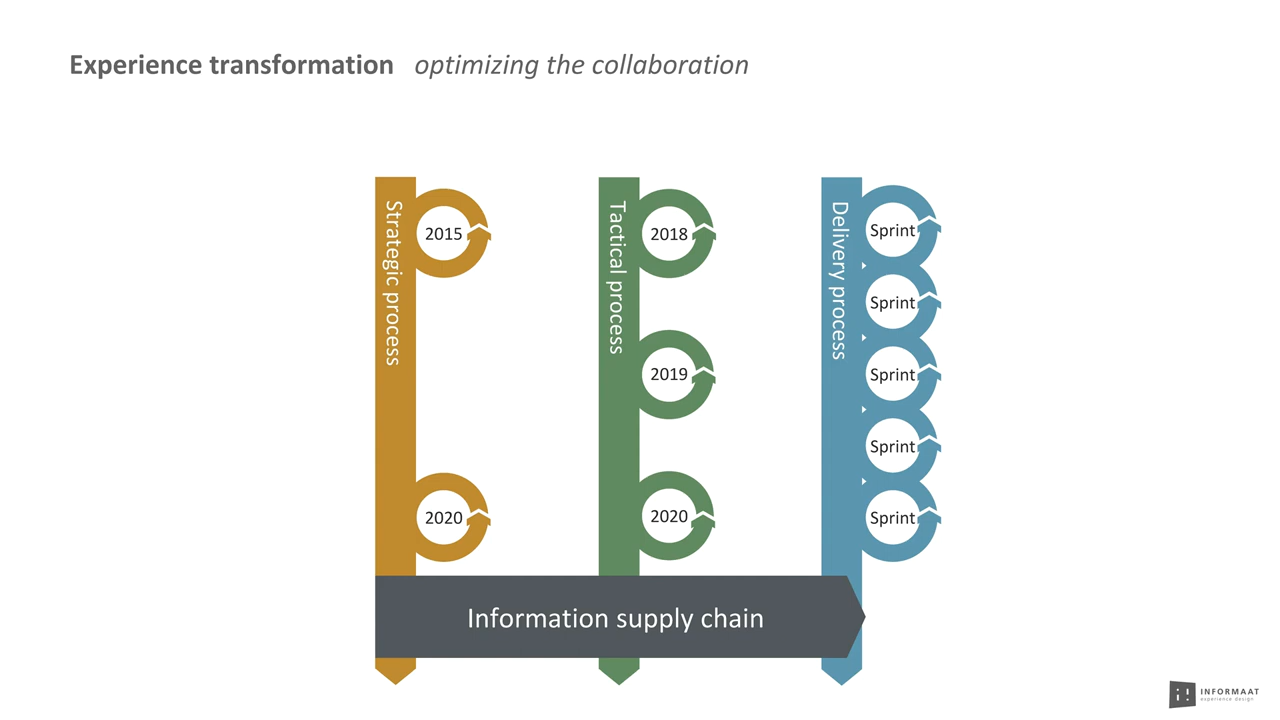 Experience transformation optimizing the collaboration
Strategic process
2015
2020
Tactical process
2018
2019
2020
Delivery process
Sprint
Sprint
Sprint
Sprint
Sprint
Information supply chain
i!
INFORMAAT
experience design